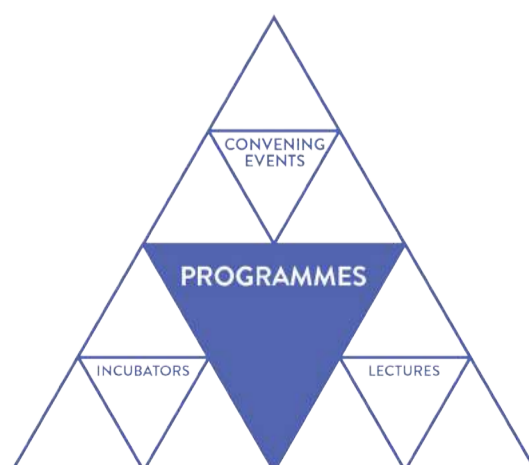 CONVENING
EVENTS
PROGRAMMES
INCUBATORS
LECTURES